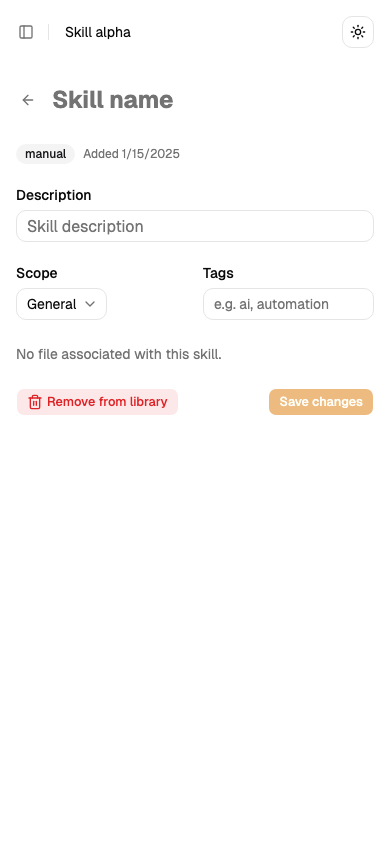 Skill alpha
Skill name
manual Added 1/15/2025
Description
Skill description
Scope Tags
General e.g. ai, automation
No file associated with this skill.
Remove from library Save changes